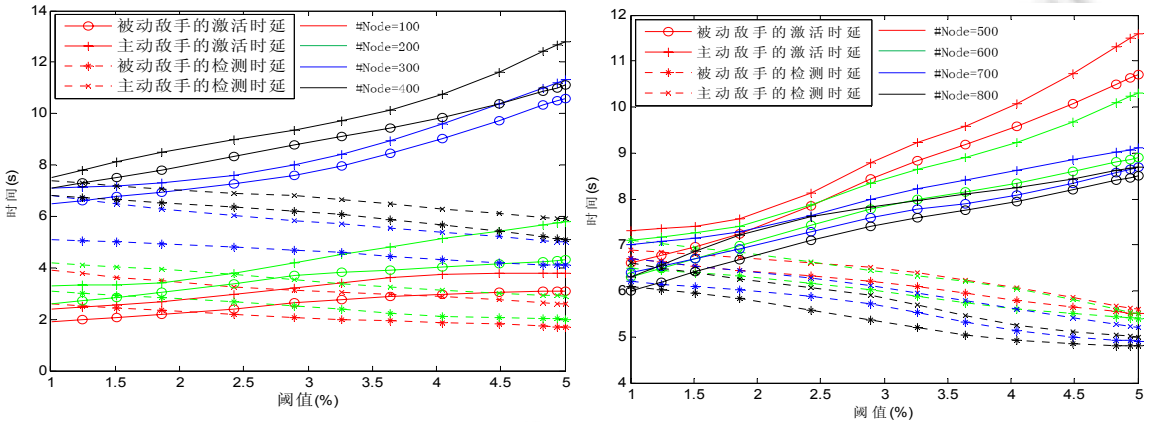 14
12
10
8
6
4
2
0
时间(s)
被动敌手的激活时延
主动敌手的激活时延
被动敌手的检测时延
主动敌手的检测时延
#Node=100
#Node=200
#Node=300
#Node=400
1 1.5 2 2.5 3 3.5 4 4.5 5
阈值(%)
12
11
10
9
8
7
6
5
4
时间(s)
被动敌手的激活时延
主动敌手的激活时延
被动敌手的检测时延
主动敌手的检测时延
#Node=500
#Node=600
#Node=700
#Node=800
1 1.5 2 2.5 3 3.5 4 4.5 5
阈值(%)